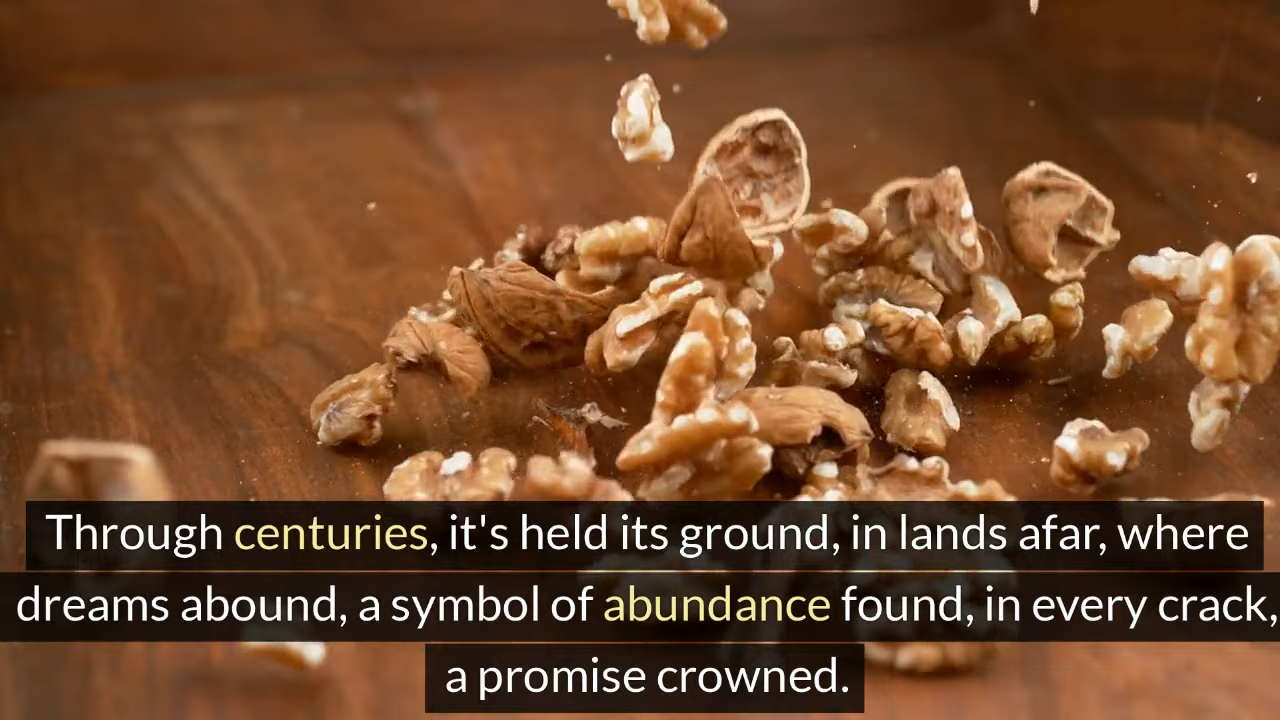 Through centuries, it's held its ground, in lands afar, where
dreams abound, a symbol of abundance found, in every crack,
a promise crowned.